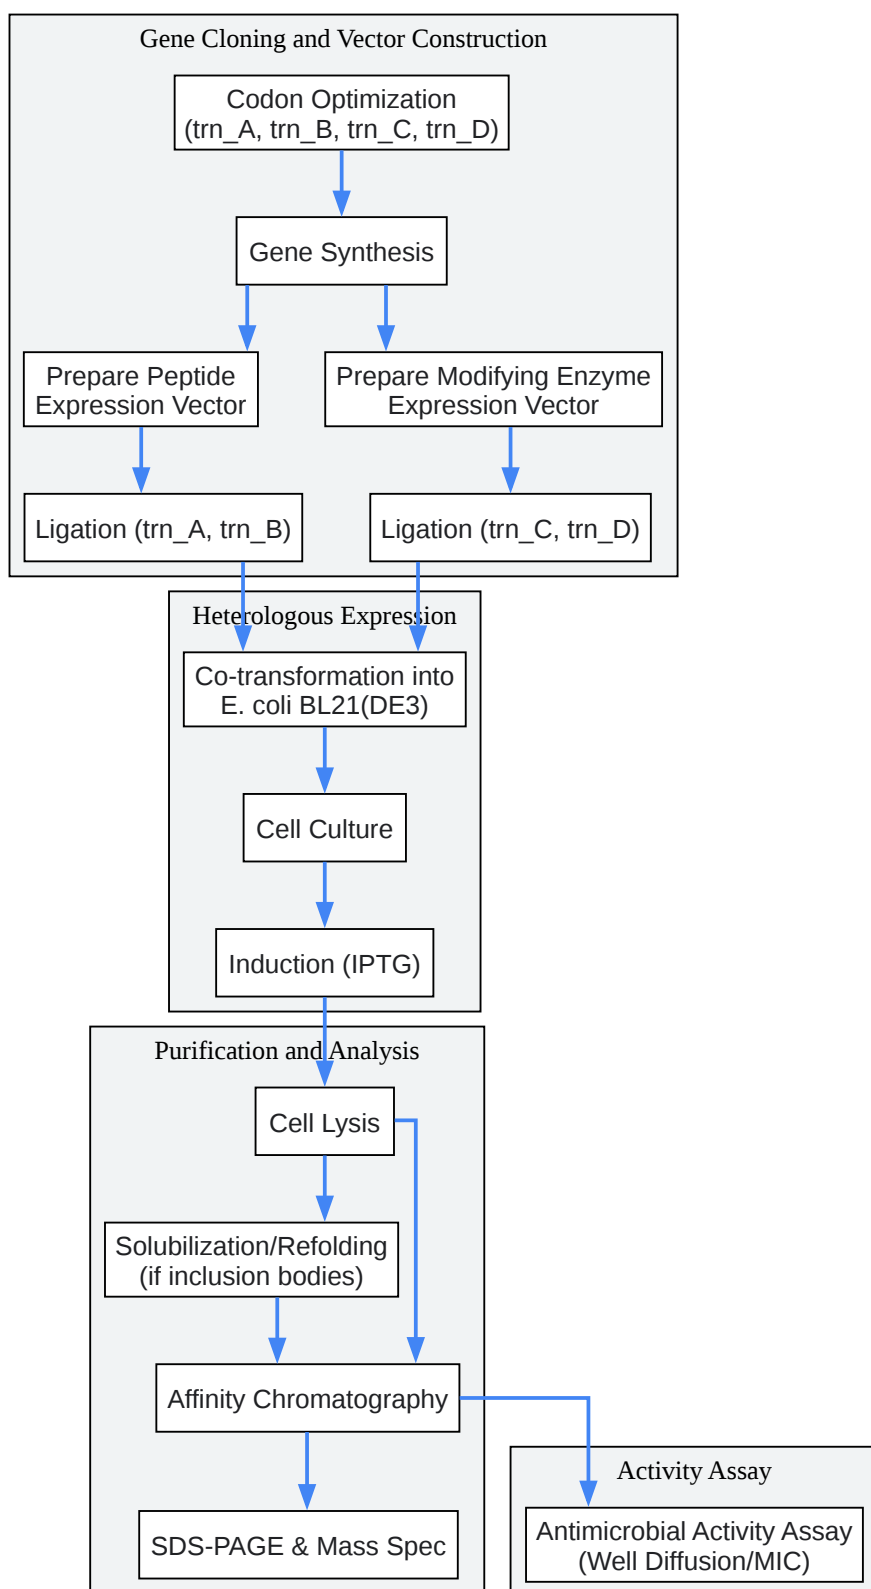 Gene Cloning and Vector Construction
Codon Optimization
(trn_A, trn_B, trn_C, trn_D)
Gene Synthesis
Prepare Peptide
Expression Vector
Prepare Modifying Enzyme
Expression Vector
Ligation (trn_A, trn_B)
Ligation (trn_C, trn_D)
Heterologous Expression
Co-transformation into
E. coli BL21(DE3)
Cell Culture
Induction (IPTG)
Purification and Analysis
Cell Lysis
Solubilization/Refolding
(if inclusion bodies)
Affinity Chromatography
SDS-PAGE & Mass Spec
Activity Assay
Antimicrobial Activity Assay
(Well Diffusion/MIC)